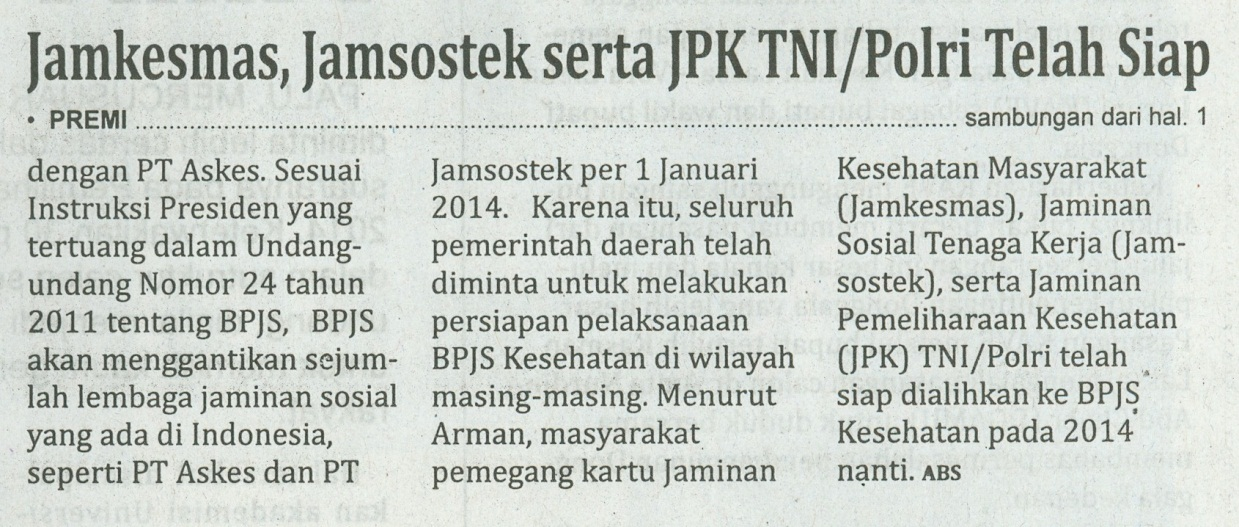 Jamkesmas, Jamsostek serta JPK TNI/Polri Telah Siap
• PREMI ........................................................ sambungan dari hal. 1
dengan PT Askes. Sesuai
Instruksi Presiden yang
tertuang dalam Undang-
undang Nomor 24 tahun
2011 tentang BPJS, BPJS
akan menggantikan sejum-
lah lembaga jaminan sosial
yang ada di Indonesia,
seperti PT Askes dan PT
Jamsostek per 1 Januari
2014. Karena itu, seluruh
pemerintah daerah telah
diminta untuk melakukan
persiapan pelaksanaan
BPJS Kesehatan di wilayah
masing-masing. Menurut
Arman, masyarakat
pemegang kartu Jaminan
Kesehatan Masyarakat
(Jamkesmas), Jaminan
Sosial Tenaga Kerja (Jam-
sostek), serta Jaminan
Pemeliharaan Kesehatan
(JPK) TNI/Polri telah
siap dialihkan ke BPJS
Kesehatan pada 2014
nanti. ABS